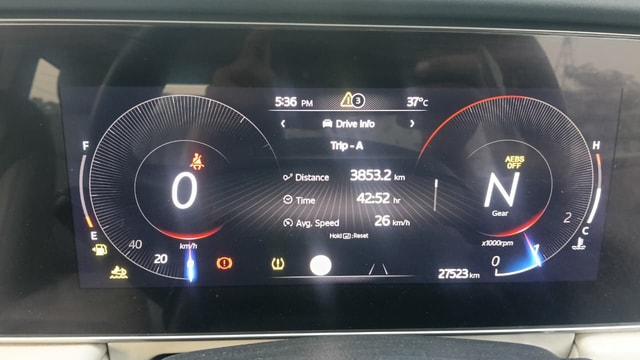 5:36 PM 3 37°C
< Drive Info >
Trip - A
F
H
AEBS
OFF
Distance 3853.2 km
0
N
Time 42:52 hr
Gear
Avg. Speed 26 km/h
Hold : Reset
2
E
C
40
km/h
x1000rpm
1
20
0
0
27523 km